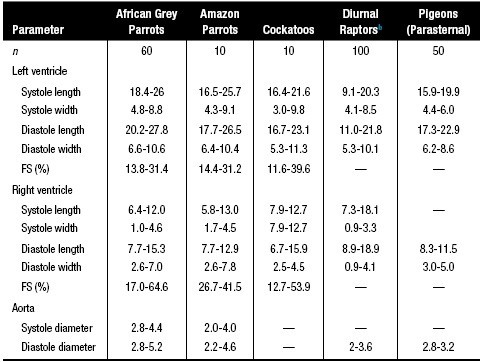 African Grey Amazon Diurnal Pigeons
Parameter Parrots Parrots Cockatoos Raptorsb (Parasternal)
n 60 10 10 100 50
Left ventricle
Systole length 18.4-26 16.5-25.7 16.4-21.6 9.1-20.3 15.9-19.9
Systole width 4.8-8.8 4.3-9.1 3.0-9.8 4.1-8.5 4.4-6.0
Diastole length 20.2-27.8 17.7-26.5 16.7-23.1 11.0-21.8 17.3-22.9
Diastole width 6.6-10.6 6.4-10.4 5.3-11.3 5.3-10.1 6.2-8.6
FS (%) 13.8-31.4 14.4-31.2 11.6-39.6 — —
Right ventricle
Systole length 6.4-12.0 5.8-13.0 7.9-12.7 7.3-18.1 —
Systole width 1.0-4.6 1.7-4.5 7.9-12.7 0.9-3.3
Diastole length 7.7-15.3 7.7-12.9 6.7-15.9 8.9-18.9 8.3-11.5
Diastole width 2.6-7.0 2.6-7.8 2.5-4.5 0.9-4.1 3.0-5.0
FS (%) 17.0-64.6 26.7-41.5 12.7-53.9 — —
Aorta
Systole diameter 2.8-4.4 2.0-4.0 — — —
Diastole diameter 2.8-5.2 2.2-4.6 — 2-3.6 2.8-3.2